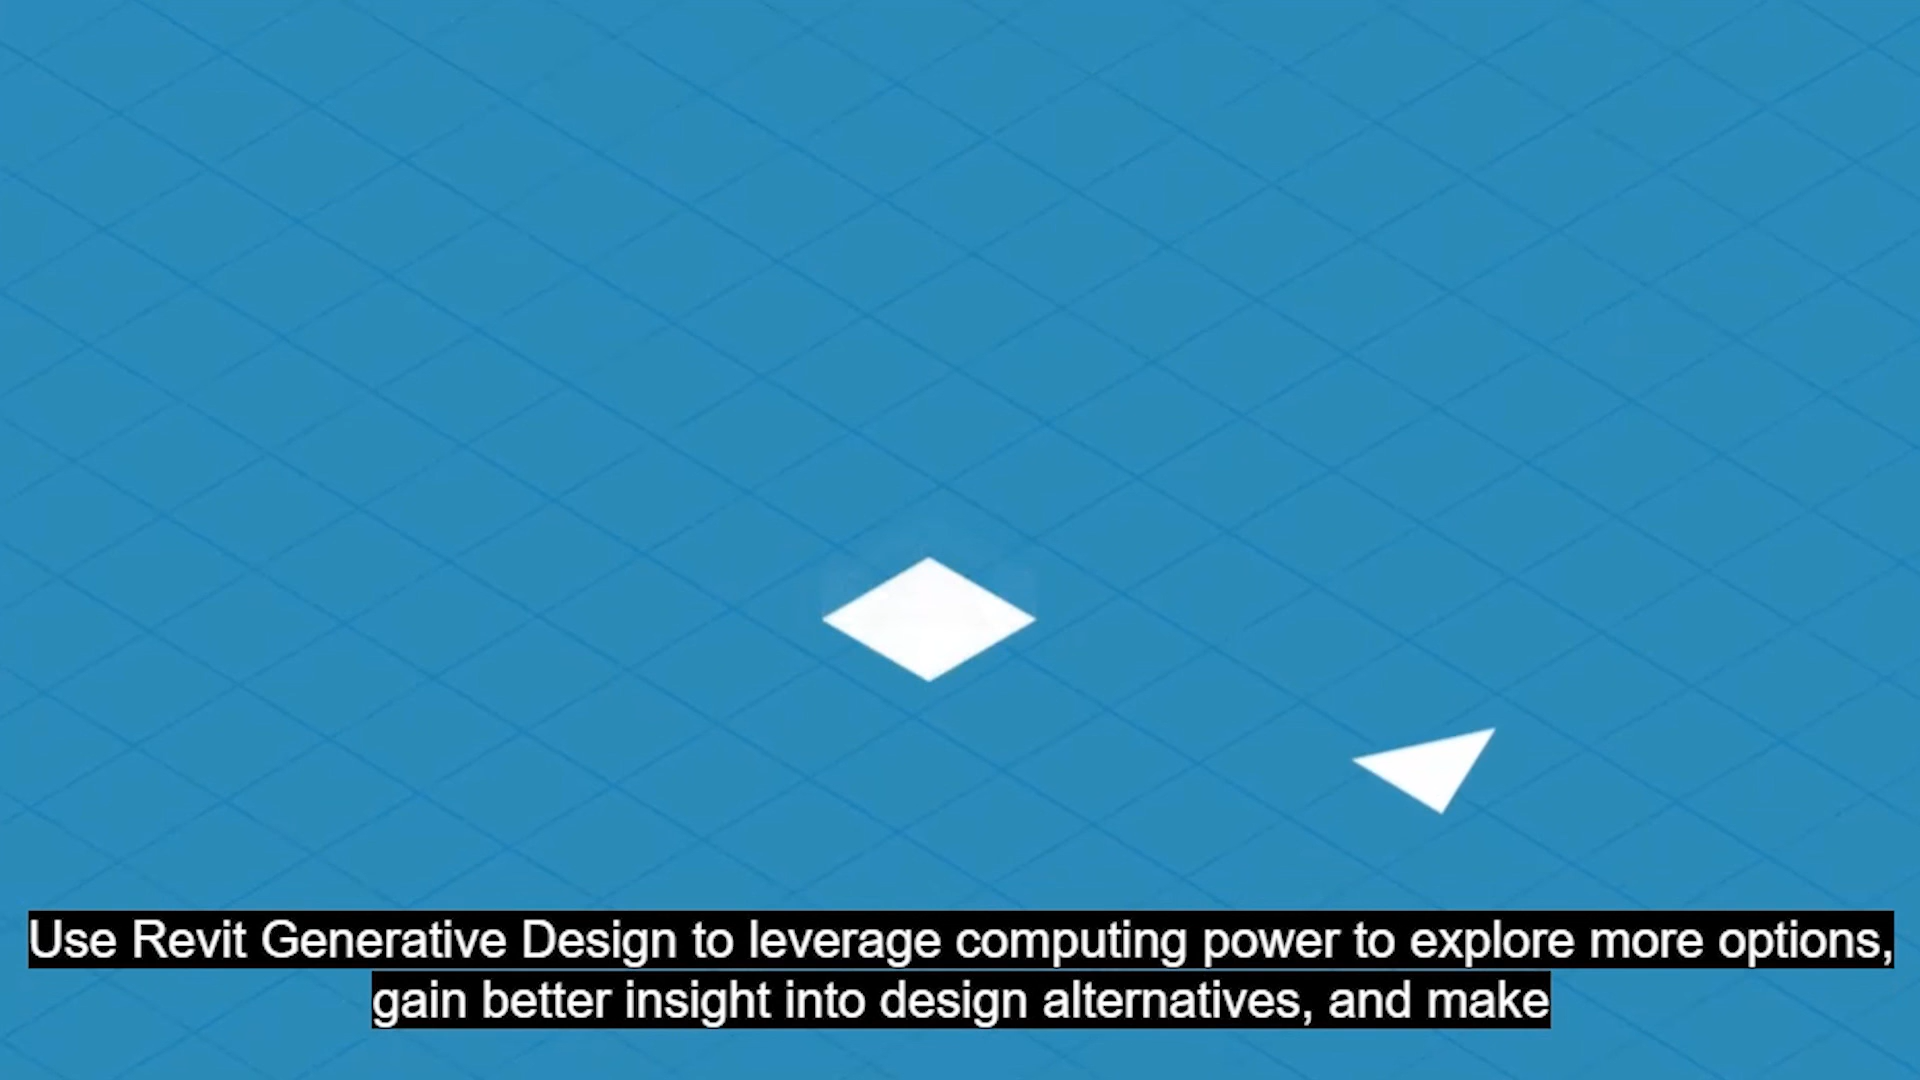 Use Revit Generative Design to leverage computing power to explore more options,
gain better insight into design alternatives, and make